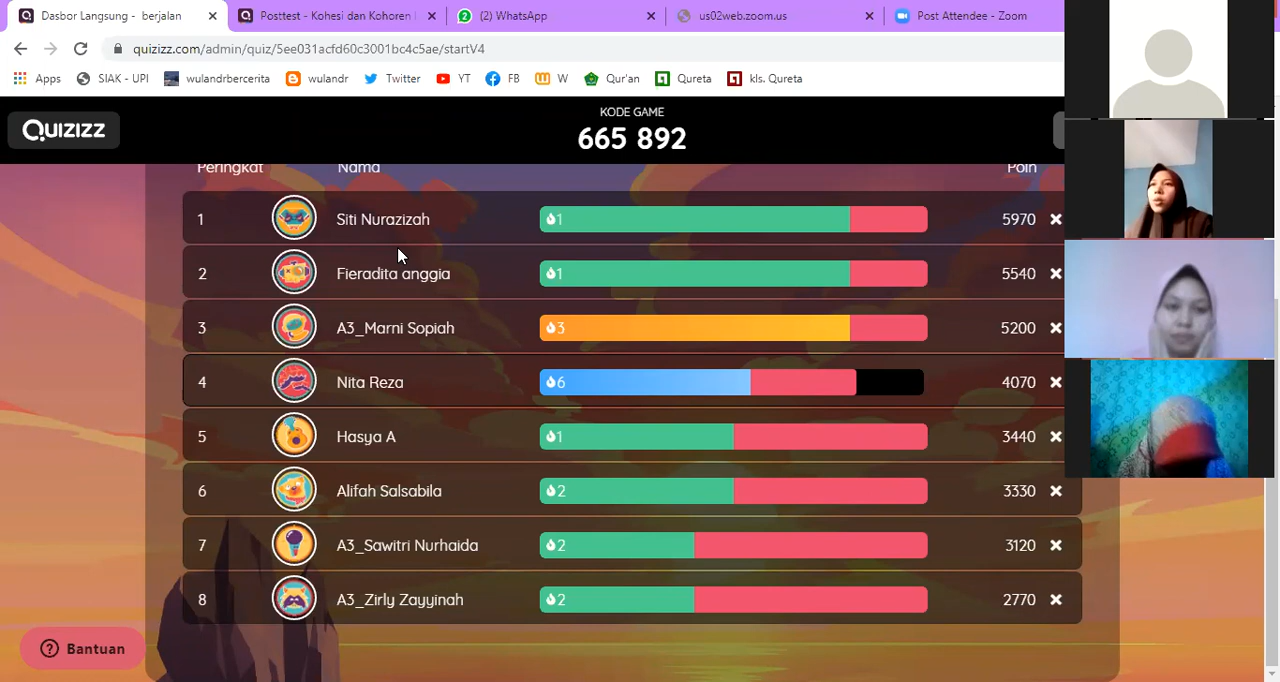 Dasbor Langsung - berjalan
Posttest - Kohesi dan Kohoren
(2) WhatsApp
us02web.zoom.us
Post Attendee - Zoom
quizizz.com/admin/quiz/5ee031acfd60c3001bc4c5ae/startV4
Apps SIAK - UPI wulandrbercerita wulandr Twitter YT FB W Qur'an Qureta kls. Qureta
QUIZIZZ
KODE GAME
665 892
Peringkat Nama Poin
1 Siti Nurazizah 1 5970
2 Fieradita anggia 1 5540
3 A3_Marni Sopiah 3 5200
4 Nita Reza 6 4070
5 Hasya A 1 3440
6 Alifah Salsabila 2 3330
7 A3_Sawitri Nurhaida 2 3120
8 A3_Zirly Zayyinah 2 2770
Bantuan